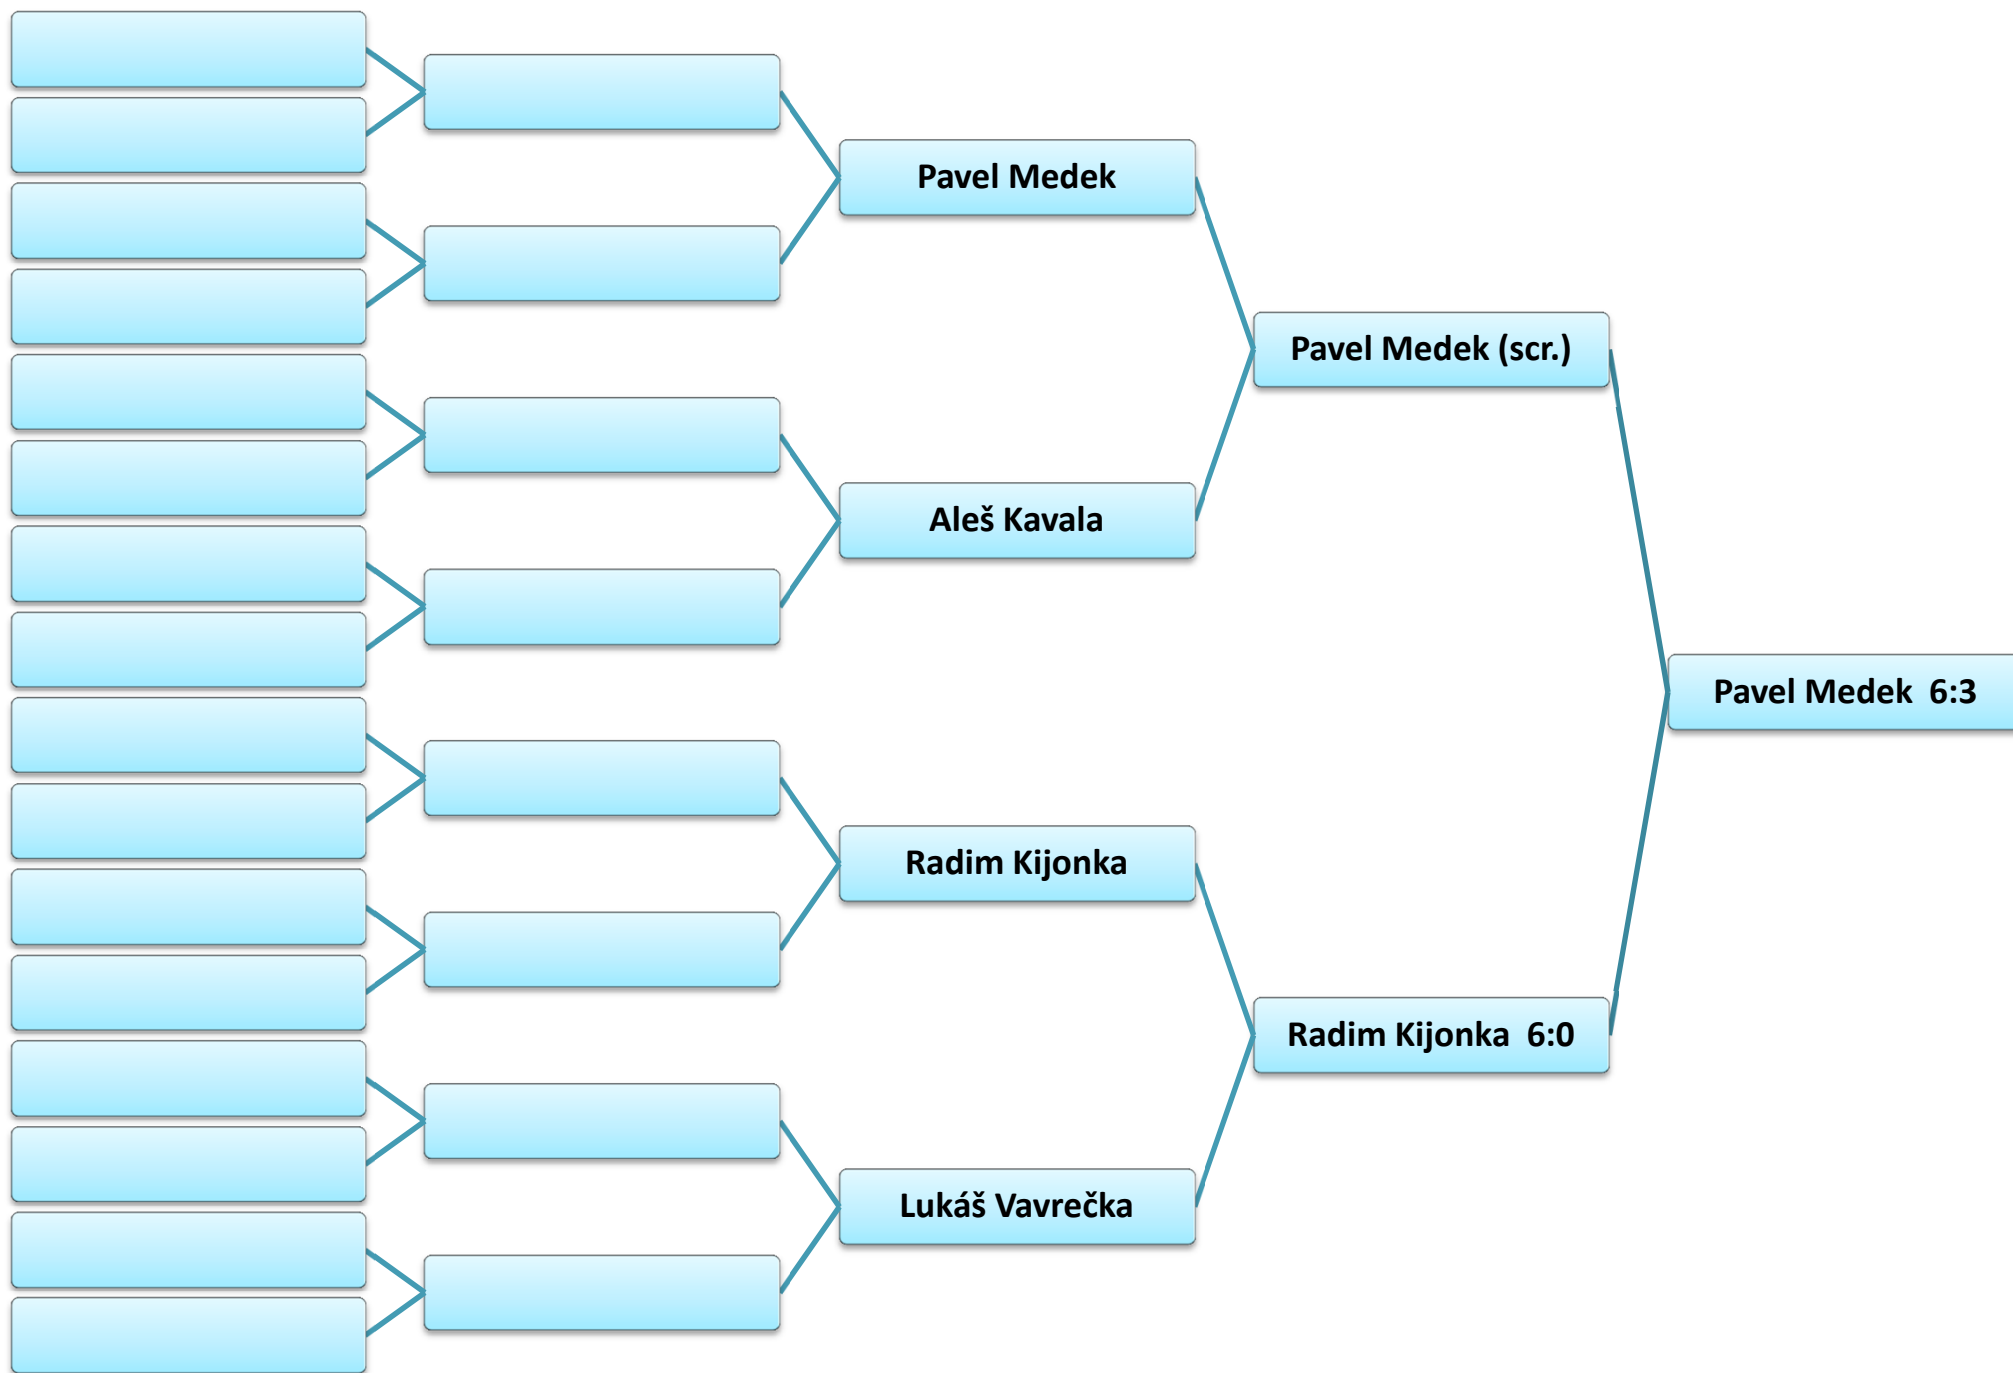 Pavel Medek
Pavel Medek (scr.)
Aleš Kavala
Pavel Medek  6:3
Radim Kijonka
Radim Kijonka  6:0
Lukáš Vavrečka